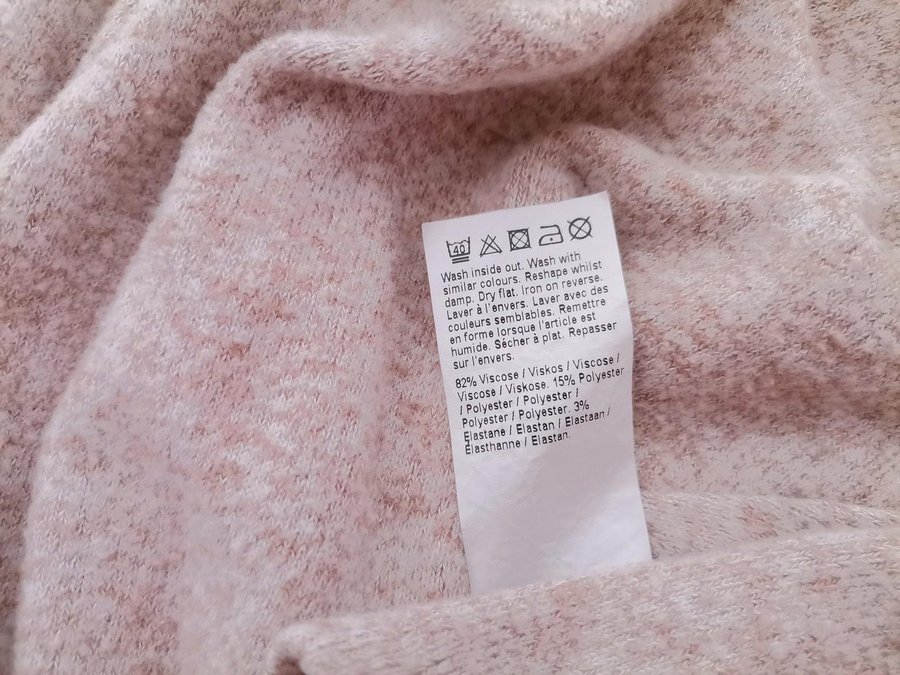 40
Wash inside out. Wash with
similar colours. Reshape whilst
damp. Dry flat. Iron on reverse.
Laver à l'envers. Laver avec des
couleurs semblables. Remettre
en forme lorsque l'article est
humide. Sécher à plat. Repasser
sur l'envers.
82% Viscose / Viskos / Viscose /
Viscose / Viskose. 15% Polyester
/ Polyester / Polyester /
Polyester / Polyester. 3%
Elastane / Elastan / Elastaan /
Élasthanne / Elastan.